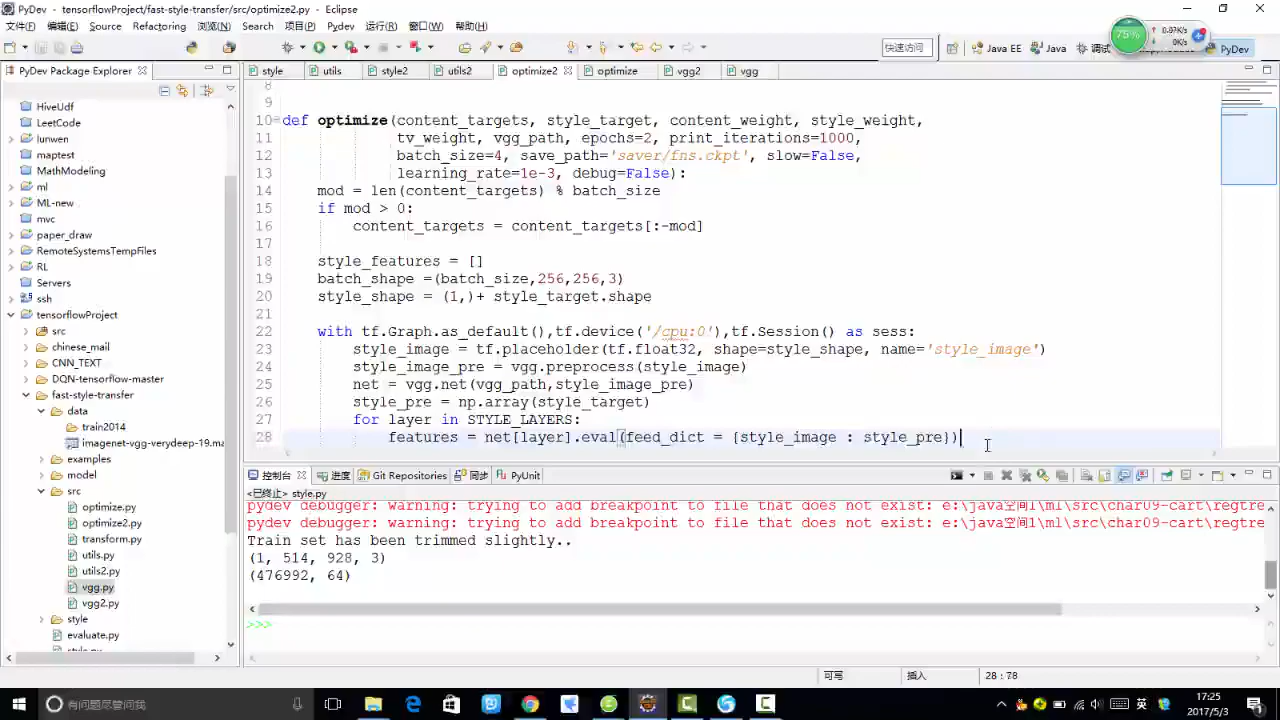 PyDev - tensorflowProject/fast-style-transfer/src/optimize2.py - Eclipse
文件(F) 编辑(E) Source Refactoring 浏览(N) Search 项目(P) Pydev 运行(R) 窗口(W) 帮助(H)
75% 0K/s
快速访问 Java EE Java 调试 PyDev
PyDev Package Explorer style utils style2 utils2 optimize2 optimize vgg2 vgg
HiveUdf
LeetCode
lunwen
maptest
MathModeling
ml
ML-new
mvc
paper_draw
RemoteSystemsTempFiles
RL
Servers
ssh
tensorflowProject
src
chinese_mail
CNN_TEXT
DQN-tensorflow-master
fast-style-transfer
data
train2014
imagenet-vgg-verydeep-19.ma
examples
model
src
optimize.py
optimize2.py
transform.py
utils.py
utils2.py
vgg.py
vgg2.py
style
evaluate.py
8
9
10 def optimize(content_targets, style_target, content_weight, style_weight,
11 tv_weight, vgg_path, epochs=2, print_iterations=1000,
12 batch_size=4, save_path='saver/fns.ckpt', slow=False,
13 learning_rate=1e-3, debug=False):
14 mod = len(content_targets) % batch_size
15 if mod > 0:
16 content_targets = content_targets[:-mod]
17
18 style_features = []
19 batch_shape =(batch_size,256,256,3)
20 style_shape = (1,)+ style_target.shape
21
22 with tf.Graph.as_default(),tf.device('/cpu:0'),tf.Session() as sess:
23 style_image = tf.placeholder(tf.float32, shape=style_shape, name='style_image')
24 style_image_pre = vgg.preprocess(style_image)
25 net = vgg.net(vgg_path,style_image_pre)
26 style_pre = np.array(style_target)
27 for layer in STYLE_LAYERS:
28 features = net[layer].eval(feed_dict = {style_image : style_pre})
控制台 进度 Git Repositories PyUnit
<已终止> style.py
pydev debugger: warning: trying to add breakpoint to file that does not exist: e:\java空间1\ml\src\char09-cart\regtre
pydev debugger: warning: trying to add breakpoint to file that does not exist: e:\java空间1\ml\src\char09-cart\regtre
Train set has been trimmed slightly..
(1, 514, 928, 3)
(476992, 64)
>>>
可写 插入 28 : 78
有问题尽管问我 英 17:25
2017/5/3